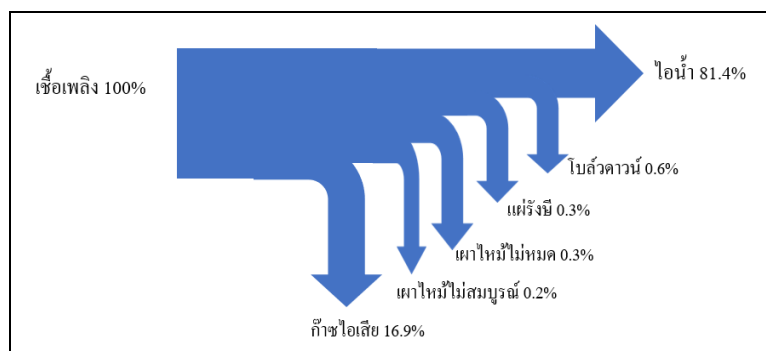 เชื้อเพลิง 100%
ไอน้ำ 81.4%
โบล์วดาวน์ 0.6%
แผ่รังษี 0.3%
เผาไหม้ไม่หมด 0.3%
เผาไหม้ไม่สมบูรณ์ 0.2%
ก๊าซไอเสีย 16.9%